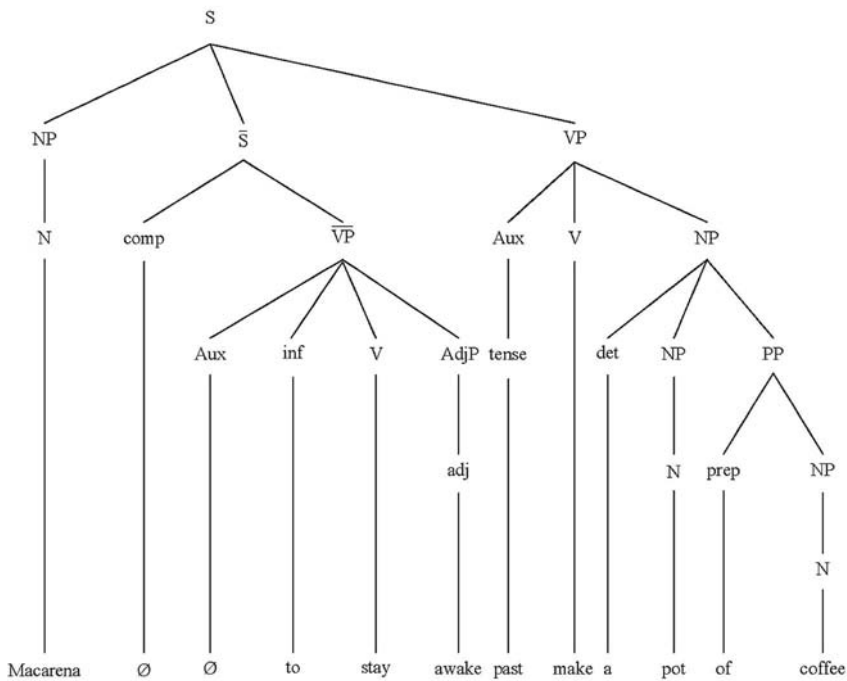 S
NP S̄ VP
N comp V̿P̿ Aux V NP
Aux inf V AdjP tense det NP PP
adj N prep NP
N
Macarena Ø Ø to stay awake past make a pot of coffee